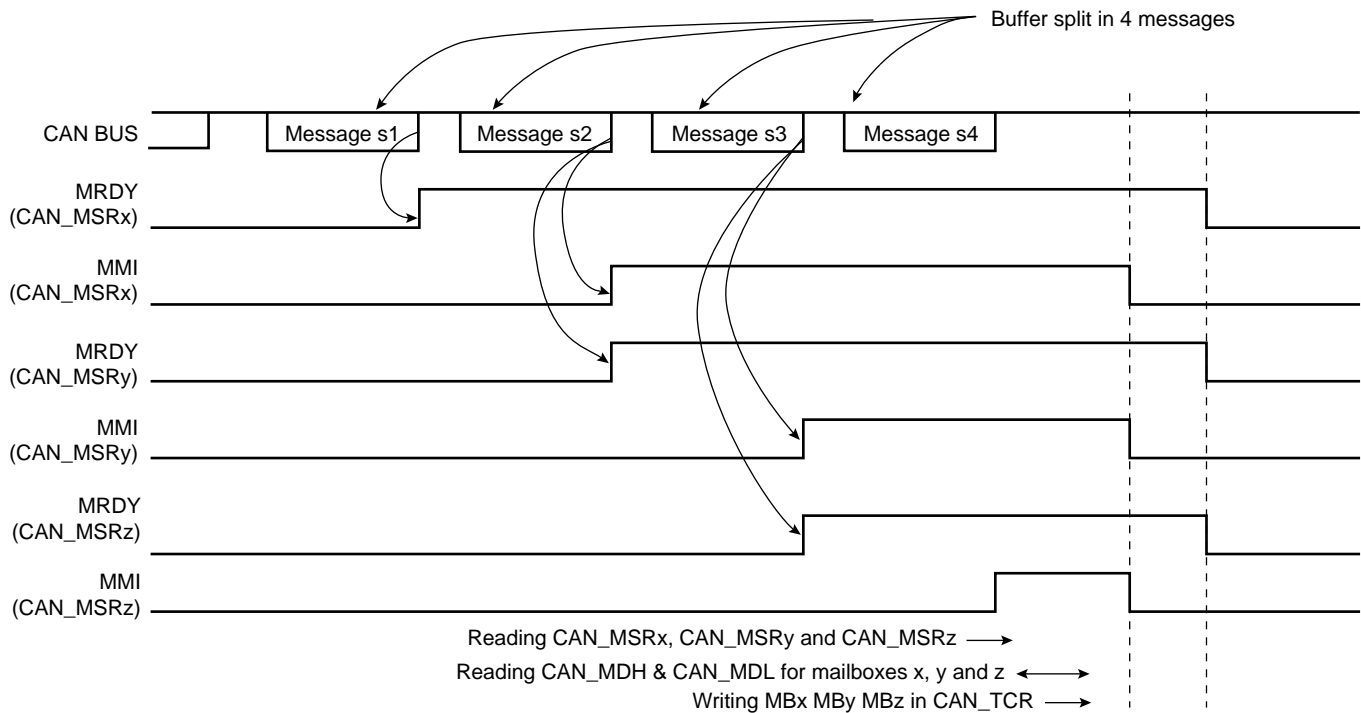 Buffer split in 4 messages
CAN BUS
Message s1
Message s2
Message s3
Message s4
MRDY
(CAN_MSRx)
MMI
(CAN_MSRx)
MRDY
(CAN_MSRy)
MMI
(CAN_MSRy)
MRDY
(CAN_MSRz)
MMI
(CAN_MSRz)
Reading CAN_MSRx, CAN_MSRy and CAN_MSRz
Reading CAN_MDH & CAN_MDL for mailboxes x, y and z
Writing MBx MBy MBz in CAN_TCR